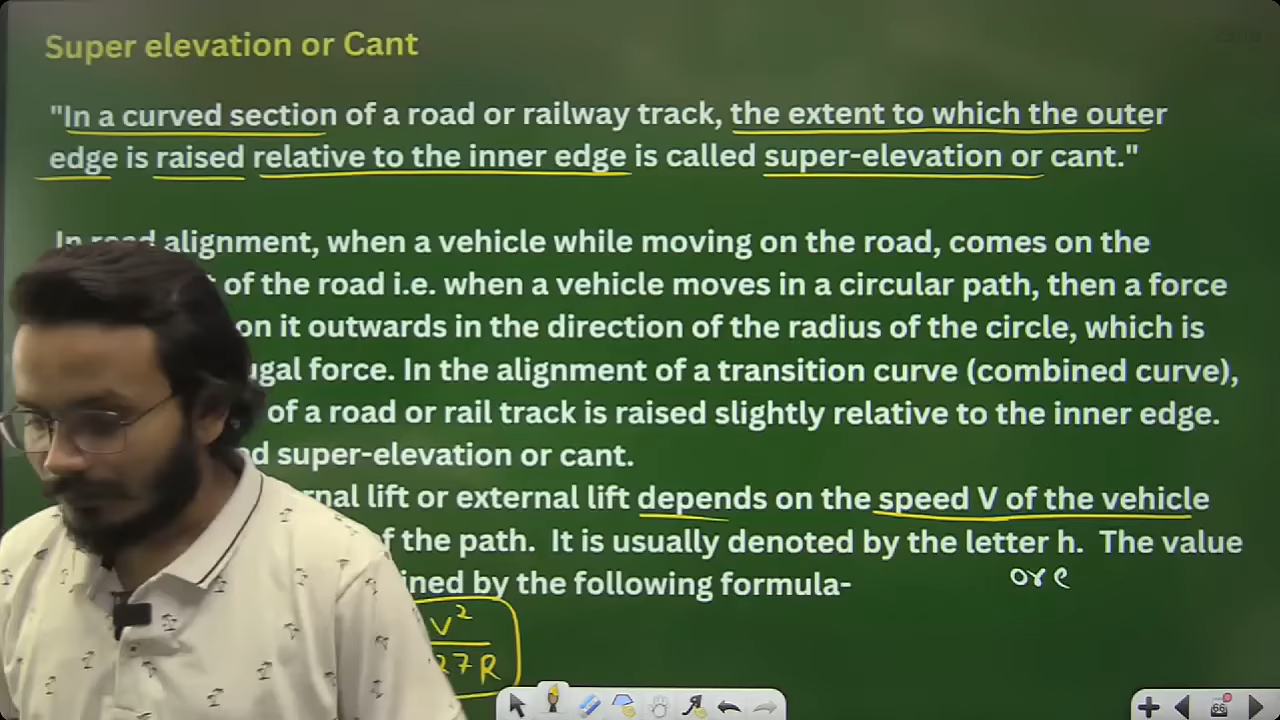 Super elevation or Cant
"In a curved section of a road or railway track, the extent to which the outer
edge is raised relative to the inner edge is called super-elevation or cant."
alignment, when a vehicle while moving on the road, comes on the
of the road i.e. when a vehicle moves in a circular path, then a force
on it outwards in the direction of the radius of the circle, which is
ugal force. In the alignment of a transition curve (combined curve),
of a road or rail track is raised slightly relative to the inner edge.
super-elevation or cant.
rnal lift or external lift depends on the speed V of the vehicle
f the path. It is usually denoted by the letter h. The value
or e
ined by the following formula-
V²
27R
66